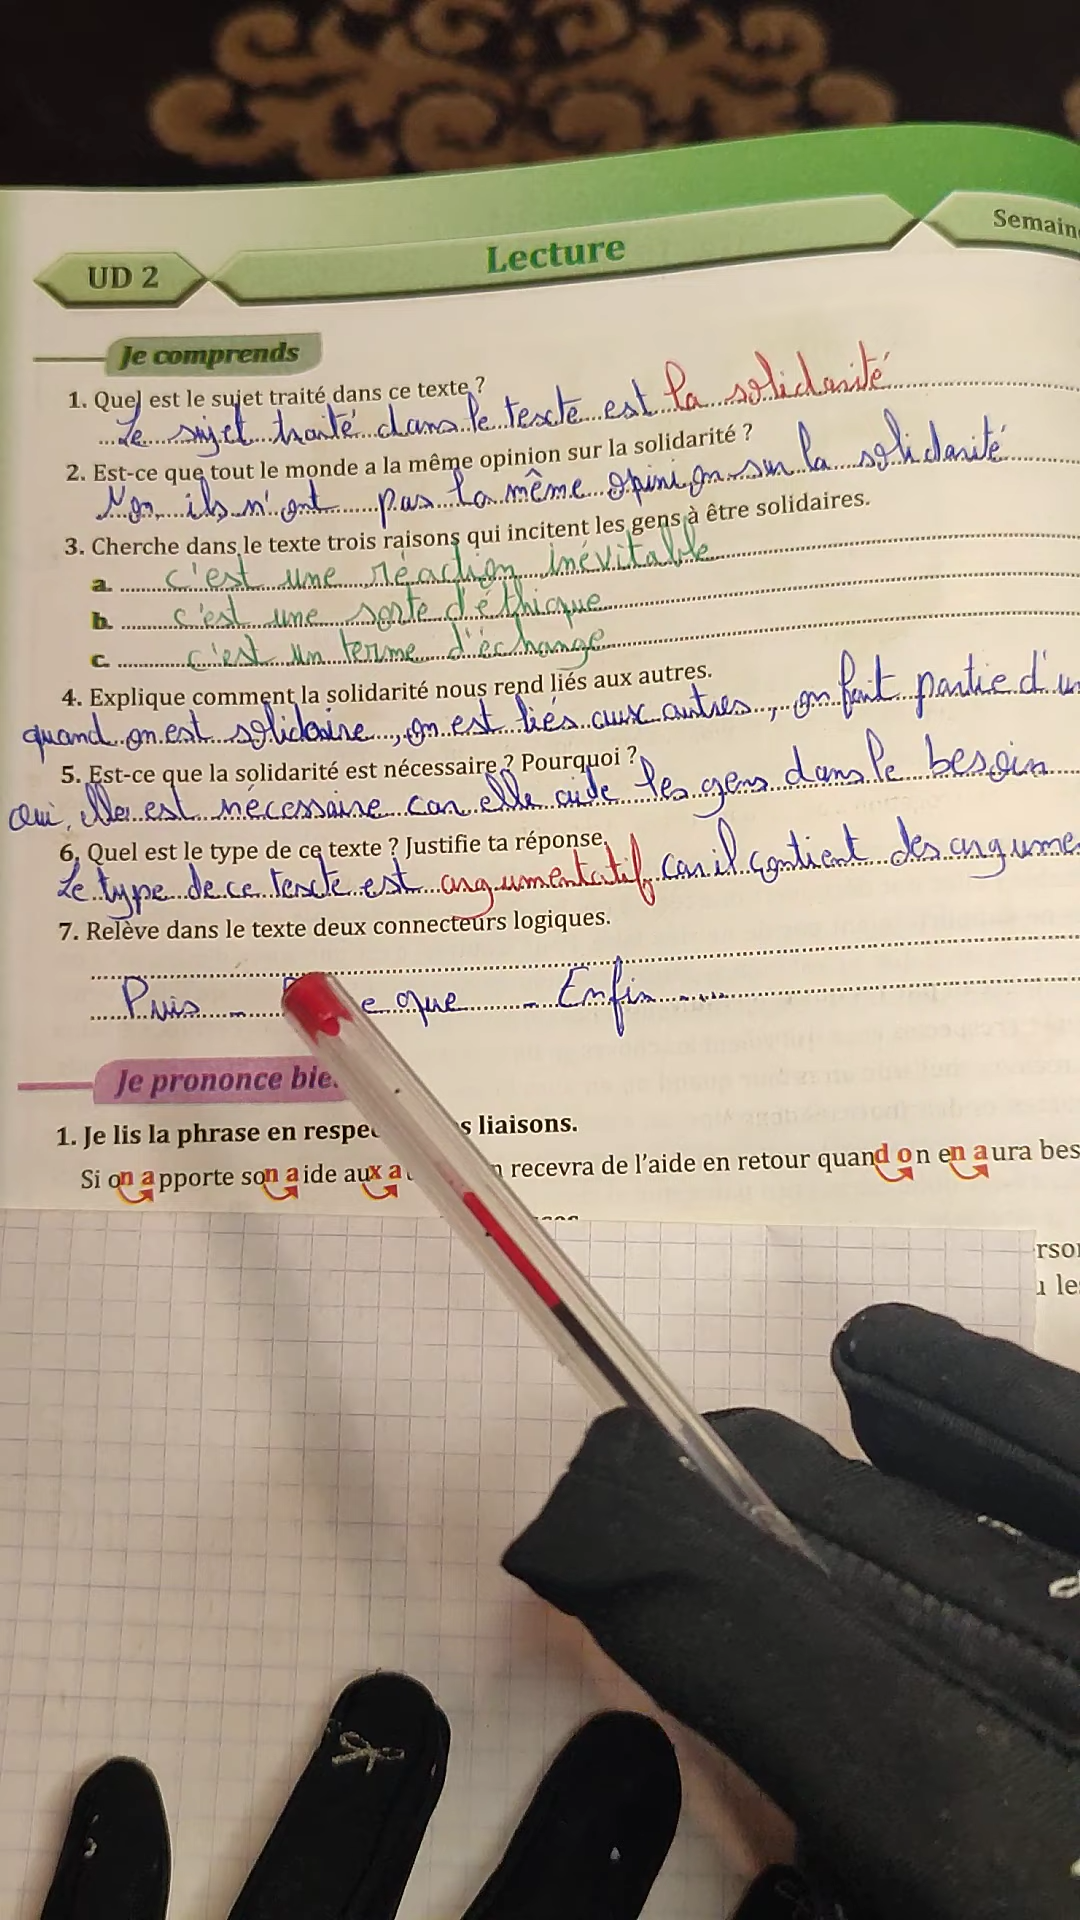 Semain
UD 2
Lecture
Je comprends
1. Quel est le sujet traité dans ce texte ?
Le sujet traité dans le texte est la solidarité
2. Est-ce que tout le monde a la même opinion sur la solidarité ?
Non, ils n'ont pas la même opinion sur la solidarité
3. Cherche dans le texte trois raisons qui incitent les gens à être solidaires.
a. c'est une réaction inévitable
b. c'est une sorte d'éthique
c. c'est un terme d'échange
4. Explique comment la solidarité nous rend liés aux autres.
quand on est solidaire, on est liés aux autres, on fait partie d'un
5. Est-ce que la solidarité est nécessaire ? Pourquoi ?
Oui, elle est nécessaire car elle aide les gens dans le besoin
6. Quel est le type de ce texte ? Justifie ta réponse.
Le type de ce texte est argumentatif car il contient des argume
7. Relève dans le texte deux connecteurs logiques.
Puis - e que - Enfin ...
Je prononce bie
1. Je lis la phrase en respe s liaisons.
Si on apporte son aide aux a n recevra de l'aide en retour quand on en aura bes